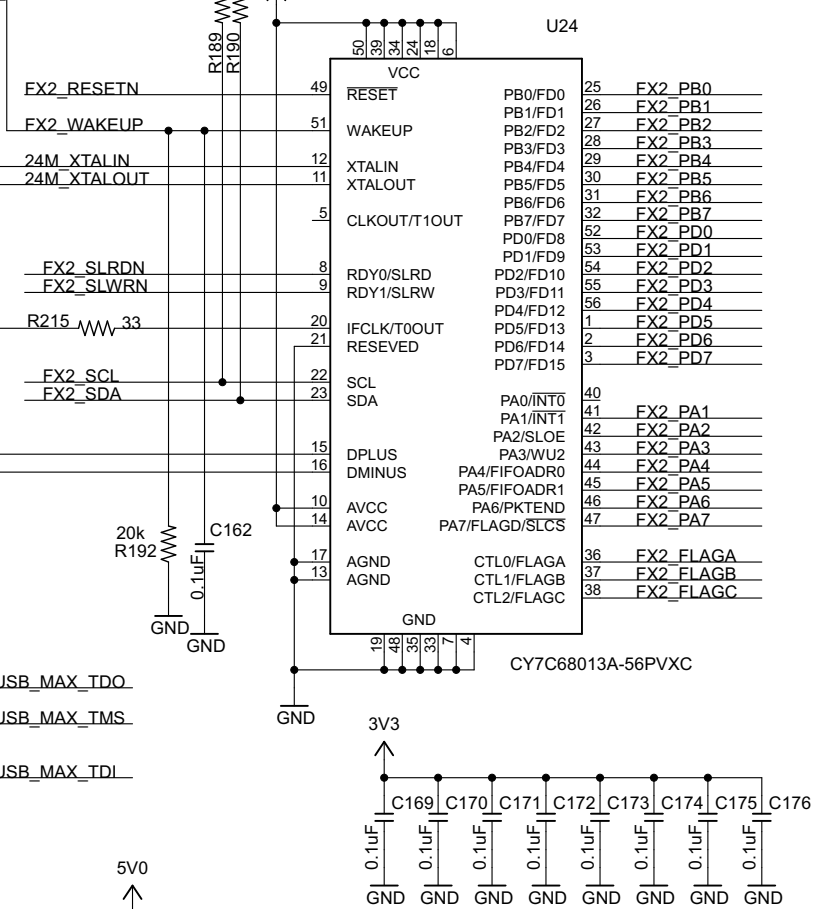 U24
R189
R190
50 39 34 24 18 6
VCC
FX2_RESETN 49 RESET PB0/FD0 25 FX2_PB0
PB1/FD1 26 FX2_PB1
FX2_WAKEUP 51 WAKEUP PB2/FD2 27 FX2_PB2
PB3/FD3 28 FX2_PB3
24M_XTALIN 12 XTALIN PB4/FD4 29 FX2_PB4
24M_XTALOUT 11 XTALOUT PB5/FD5 30 FX2_PB5
PB6/FD6 31 FX2_PB6
5 CLKOUT/T1OUT PB7/FD7 32 FX2_PB7
PD0/FD8 52 FX2_PD0
PD1/FD9 53 FX2_PD1
FX2_SLRDN 8 RDY0/SLRD PD2/FD10 54 FX2_PD2
FX2_SLWRN 9 RDY1/SLRW PD3/FD11 55 FX2_PD3
PD4/FD12 56 FX2_PD4
R215 33 20 IFCLK/T0OUT PD5/FD13 1 FX2_PD5
21 RESEVED PD6/FD14 2 FX2_PD6
PD7/FD15 3 FX2_PD7
FX2_SCL 22 SCL
FX2_SDA 23 SDA PA0/INT0 40
PA1/INT1 41 FX2_PA1
PA2/SLOE 42 FX2_PA2
15 DPLUS PA3/WU2 43 FX2_PA3
16 DMINUS PA4/FIFOADR0 44 FX2_PA4
PA5/FIFOADR1 45 FX2_PA5
10 AVCC PA6/PKTEND 46 FX2_PA6
14 AVCC PA7/FLAGD/SLCS 47 FX2_PA7
20k
R192
C162
0.1uF
17 AGND CTL0/FLAGA 36 FX2_FLAGA
13 AGND CTL1/FLAGB 37 FX2_FLAGB
CTL2/FLAGC 38 FX2_FLAGC
GND
GND
GND
19 48 35 33 7 4
CY7C68013A-56PVXC
USB_MAX_TDO
USB_MAX_TMS
USB_MAX_TDI
GND
3V3
C169 C170 C171 C172 C173 C174 C175 C176
0.1uF 0.1uF 0.1uF 0.1uF 0.1uF 0.1uF 0.1uF 0.1uF
GND GND GND GND GND GND GND GND
5V0